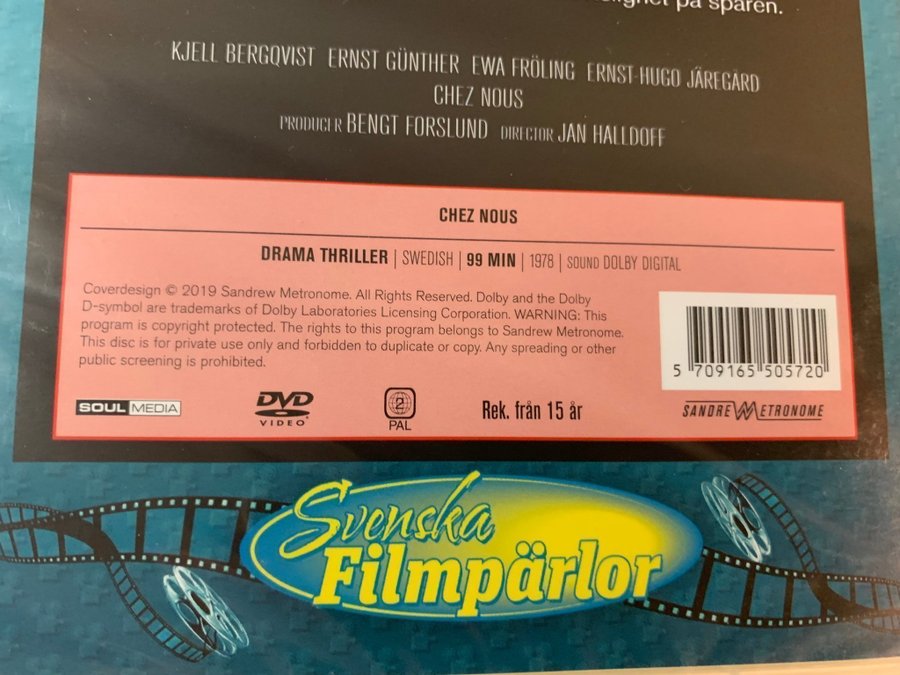 på spåren.
KJELL BERGQVIST ERNST GÜNTHER EWA FRÖLING ERNST-HUGO JÄREGÅRD
CHEZ NOUS
PRODUCER BENGT FORSLUND DIRECTOR JAN HALLDOFF
CHEZ NOUS
DRAMA THRILLER | SWEDISH | 99 MIN | 1978 | SOUND DOLBY DIGITAL
Coverdesign © 2019 Sandrew Metronome. All Rights Reserved. Dolby and the Dolby
D-symbol are trademarks of Dolby Laboratories Licensing Corporation. WARNING: This
program is copyright protected. The rights to this program belongs to Sandrew Metronome.
This disc is for private use only and forbidden to duplicate or copy. Any spreading or other
public screening is prohibited.
5 709165 505720
SOUL MEDIA
DVD
VIDEO
2
PAL
Rek. från 15 år
SANDREW METRONOME
Svenska
Filmpärlor